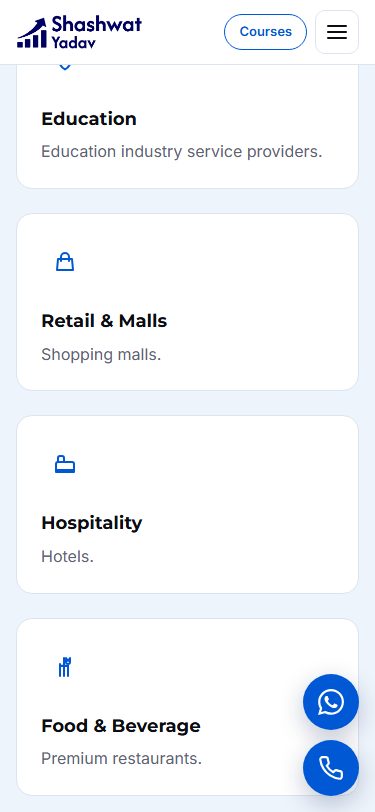 Shashwat
Yadav
Courses
Education
Education industry service providers.
Retail & Malls
Shopping malls.
Hospitality
Hotels.
Food & Beverage
Premium restaurants.